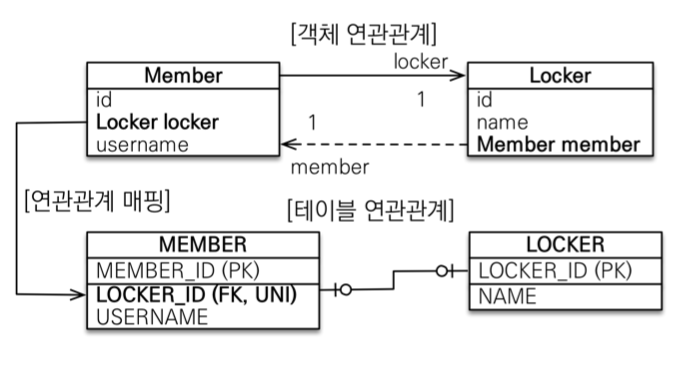 [객체 연관관계]
locker
Member
Locker
id
Locker locker
username
1
1
id
name
Member member
member
[연관관계 매핑]
[테이블 연관관계]
MEMBER
MEMBER_ID (PK)
LOCKER_ID (FK, UNI)
USERNAME
LOCKER
LOCKER_ID (PK)
NAME